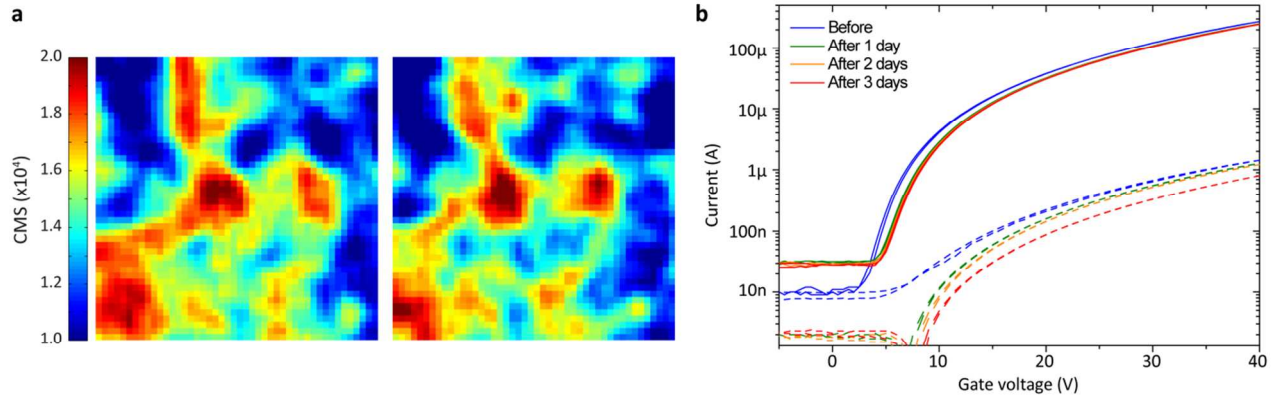 a
CMS (x10⁴)
2.0
1.8
1.6
1.4
1.2
1.0
b
Before
After 1 day
After 2 days
After 3 days
Current (A)
100μ
10μ
1μ
100n
10n
0 10 20 30 40
Gate voltage (V)